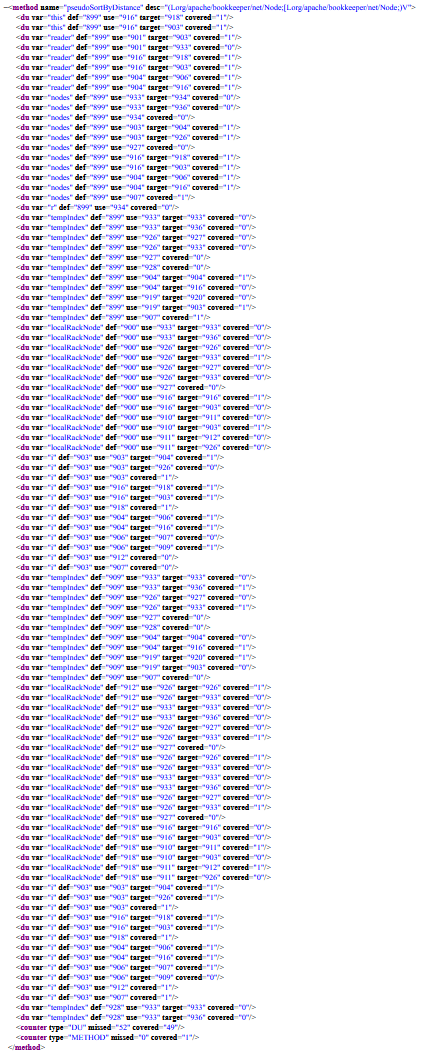 −<method name="pseudoSortByDistance" desc="(Lorg/apache/bookkeeper/net/Node;[Lorg/apache/bookkeeper/net/Node;)V">
<du var="this" def="899" use="916" target="918" covered="1"/>
<du var="this" def="899" use="916" target="903" covered="1"/>
<du var="reader" def="899" use="901" target="903" covered="1"/>
<du var="reader" def="899" use="901" target="933" covered="0"/>
<du var="reader" def="899" use="916" target="918" covered="1"/>
<du var="reader" def="899" use="916" target="903" covered="1"/>
<du var="reader" def="899" use="904" target="906" covered="1"/>
<du var="reader" def="899" use="904" target="916" covered="1"/>
<du var="nodes" def="899" use="933" target="934" covered="0"/>
<du var="nodes" def="899" use="933" target="936" covered="0"/>
<du var="nodes" def="899" use="934" covered="0"/>
<du var="nodes" def="899" use="903" target="904" covered="1"/>
<du var="nodes" def="899" use="903" target="926" covered="1"/>
<du var="nodes" def="899" use="927" covered="0"/>
<du var="nodes" def="899" use="916" target="918" covered="1"/>
<du var="nodes" def="899" use="916" target="903" covered="1"/>
<du var="nodes" def="899" use="904" target="906" covered="1"/>
<du var="nodes" def="899" use="904" target="916" covered="1"/>
<du var="nodes" def="899" use="907" covered="1"/>
<du var="r" def="899" use="934" covered="0"/>
<du var="tempIndex" def="899" use="933" target="933" covered="0"/>
<du var="tempIndex" def="899" use="933" target="936" covered="0"/>
<du var="tempIndex" def="899" use="926" target="927" covered="0"/>
<du var="tempIndex" def="899" use="926" target="933" covered="0"/>
<du var="tempIndex" def="899" use="927" covered="0"/>
<du var="tempIndex" def="899" use="928" covered="0"/>
<du var="tempIndex" def="899" use="904" target="904" covered="1"/>
<du var="tempIndex" def="899" use="904" target="916" covered="0"/>
<du var="tempIndex" def="899" use="919" target="920" covered="0"/>
<du var="tempIndex" def="899" use="919" target="903" covered="1"/>
<du var="tempIndex" def="899" use="907" covered="1"/>
<du var="localRackNode" def="900" use="933" target="933" covered="0"/>
<du var="localRackNode" def="900" use="933" target="936" covered="0"/>
<du var="localRackNode" def="900" use="926" target="926" covered="0"/>
<du var="localRackNode" def="900" use="926" target="933" covered="1"/>
<du var="localRackNode" def="900" use="926" target="927" covered="0"/>
<du var="localRackNode" def="900" use="926" target="933" covered="0"/>
<du var="localRackNode" def="900" use="927" covered="0"/>
<du var="localRackNode" def="900" use="916" target="916" covered="1"/>
<du var="localRackNode" def="900" use="916" target="903" covered="0"/>
<du var="localRackNode" def="900" use="910" target="911" covered="0"/>
<du var="localRackNode" def="900" use="910" target="903" covered="1"/>
<du var="localRackNode" def="900" use="911" target="912" covered="0"/>
<du var="localRackNode" def="900" use="911" target="926" covered="0"/>
<du var="i" def="903" use="903" target="904" covered="1"/>
<du var="i" def="903" use="903" target="926" covered="0"/>
<du var="i" def="903" use="903" covered="1"/>
<du var="i" def="903" use="916" target="918" covered="1"/>
<du var="i" def="903" use="916" target="903" covered="1"/>
<du var="i" def="903" use="918" covered="1"/>
<du var="i" def="903" use="904" target="906" covered="1"/>
<du var="i" def="903" use="904" target="916" covered="1"/>
<du var="i" def="903" use="906" target="907" covered="0"/>
<du var="i" def="903" use="906" target="909" covered="1"/>
<du var="i" def="903" use="912" covered="0"/>
<du var="i" def="903" use="907" covered="0"/>
<du var="tempIndex" def="909" use="933" target="933" covered="0"/>
<du var="tempIndex" def="909" use="933" target="936" covered="1"/>
<du var="tempIndex" def="909" use="926" target="927" covered="0"/>
<du var="tempIndex" def="909" use="926" target="933" covered="1"/>
<du var="tempIndex" def="909" use="927" covered="0"/>
<du var="tempIndex" def="909" use="928" covered="0"/>
<du var="tempIndex" def="909" use="904" target="904" covered="0"/>
<du var="tempIndex" def="909" use="904" target="916" covered="1"/>
<du var="tempIndex" def="909" use="919" target="920" covered="1"/>
<du var="tempIndex" def="909" use="919" target="903" covered="0"/>
<du var="tempIndex" def="909" use="907" covered="0"/>
<du var="localRackNode" def="912" use="926" target="926" covered="1"/>
<du var="localRackNode" def="912" use="926" target="933" covered="0"/>
<du var="localRackNode" def="912" use="933" target="933" covered="0"/>
<du var="localRackNode" def="912" use="933" target="936" covered="0"/>
<du var="localRackNode" def="912" use="926" target="927" covered="0"/>
<du var="localRackNode" def="912" use="926" target="933" covered="1"/>
<du var="localRackNode" def="912" use="927" covered="0"/>
<du var="localRackNode" def="918" use="926" target="926" covered="1"/>
<du var="localRackNode" def="918" use="926" target="933" covered="0"/>
<du var="localRackNode" def="918" use="933" target="933" covered="0"/>
<du var="localRackNode" def="918" use="933" target="936" covered="1"/>
<du var="localRackNode" def="918" use="926" target="927" covered="0"/>
<du var="localRackNode" def="918" use="926" target="933" covered="1"/>
<du var="localRackNode" def="918" use="927" covered="0"/>
<du var="localRackNode" def="918" use="916" target="916" covered="0"/>
<du var="localRackNode" def="918" use="916" target="903" covered="0"/>
<du var="localRackNode" def="918" use="910" target="911" covered="1"/>
<du var="localRackNode" def="918" use="910" target="903" covered="0"/>
<du var="localRackNode" def="918" use="911" target="912" covered="1"/>
<du var="localRackNode" def="918" use="911" target="926" covered="0"/>
<du var="i" def="903" use="903" target="904" covered="1"/>
<du var="i" def="903" use="903" target="926" covered="1"/>
<du var="i" def="903" use="903" covered="1"/>
<du var="i" def="903" use="916" target="918" covered="1"/>
<du var="i" def="903" use="916" target="903" covered="1"/>
<du var="i" def="903" use="918" covered="1"/>
<du var="i" def="903" use="904" target="906" covered="1"/>
<du var="i" def="903" use="904" target="916" covered="1"/>
<du var="i" def="903" use="906" target="907" covered="1"/>
<du var="i" def="903" use="906" target="909" covered="0"/>
<du var="i" def="903" use="912" covered="1"/>
<du var="i" def="903" use="907" covered="1"/>
<du var="tempIndex" def="928" use="933" target="933" covered="0"/>
<du var="tempIndex" def="928" use="933" target="936" covered="0"/>
<counter type="DU" missed="52" covered="49"/>
<counter type="METHOD" missed="0" covered="1"/>
</method>